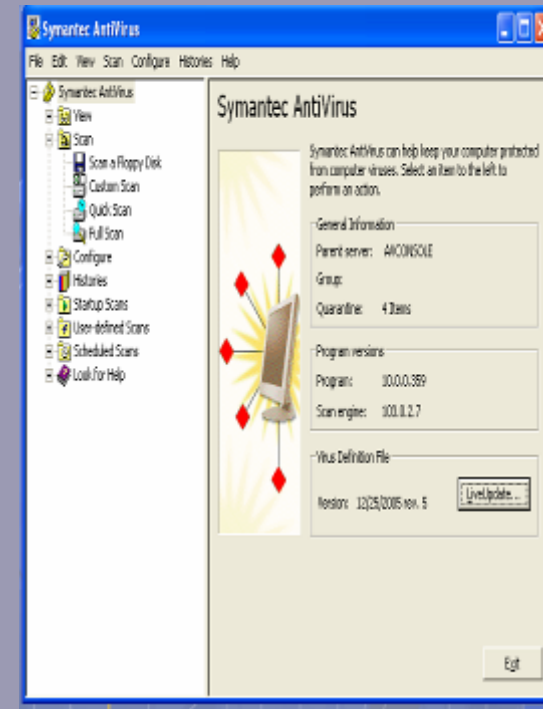 Symantec AntiVirus
File Edit View Scan Configure Histories Help
Symantec AntiVirus
View
Scan
Scan a Floppy Disk
Custom Scan
Quick Scan
Full Scan
Configure
Histories
Startup Scans
User-defined Scans
Scheduled Scans
Look for Help
Symantec AntiVirus
Symantec AntiVirus can help keep your computer protected
from computer viruses. Select an item to the left to
perform an action.
General Information
Parent server: AVCONSOLE
Group:
Quarantine: 4 Items
Program versions
Program: 10.0.0.359
Scan engine: 103.0.2.7
Virus Definition File
Version: 12/25/2005 rev. 5
LiveUpdate...
Exit